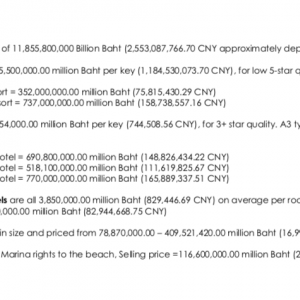 of 11,855,800,000 Billion Baht (2,553,087,766.70 CNY approximately dep
5,500,000.00 million Baht per key (1,184,530,073.70 CNY), for low 5-star q
ort = 352,000,000.00 million Baht (75,815,430.29 CNY)
sort = 737,000,000.00 million Baht (158,738,557.16 CNY)
54,000.00 million Baht per key (744,508.56 CNY), for 3+ star quality. A3 ty
otel = 690,800,000.00 million Baht (148,826,434.22 CNY)
otel = 518,100,000.00 million Baht (111,619,825.67 CNY)
otel = 770,000,000.00 million Baht (165,889,337.51 CNY)
els are all 3,850,000.00 million Baht (829,446.69 CNY) on average per roo
0,000.00 million Baht (82,944,668.75 CNY)
in size and priced from 78,870,000.00 – 409,521,420.00 million Baht (16,99
Marina rights to the beach, Selling price =116,600,000.00 million Baht (2